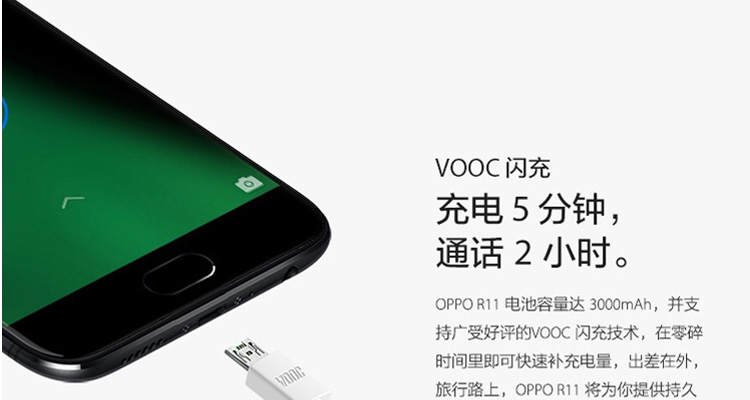 VOOC 闪充
充电 5 分钟，
通话 2 小时。
OPPO R11 电池容量达 3000mAh，并支
持广受好评的VOOC 闪充技术，在零碎
时间里即可快速补充电量，出差在外，
旅行路上，OPPO R11 将为你提供持久
VOOC